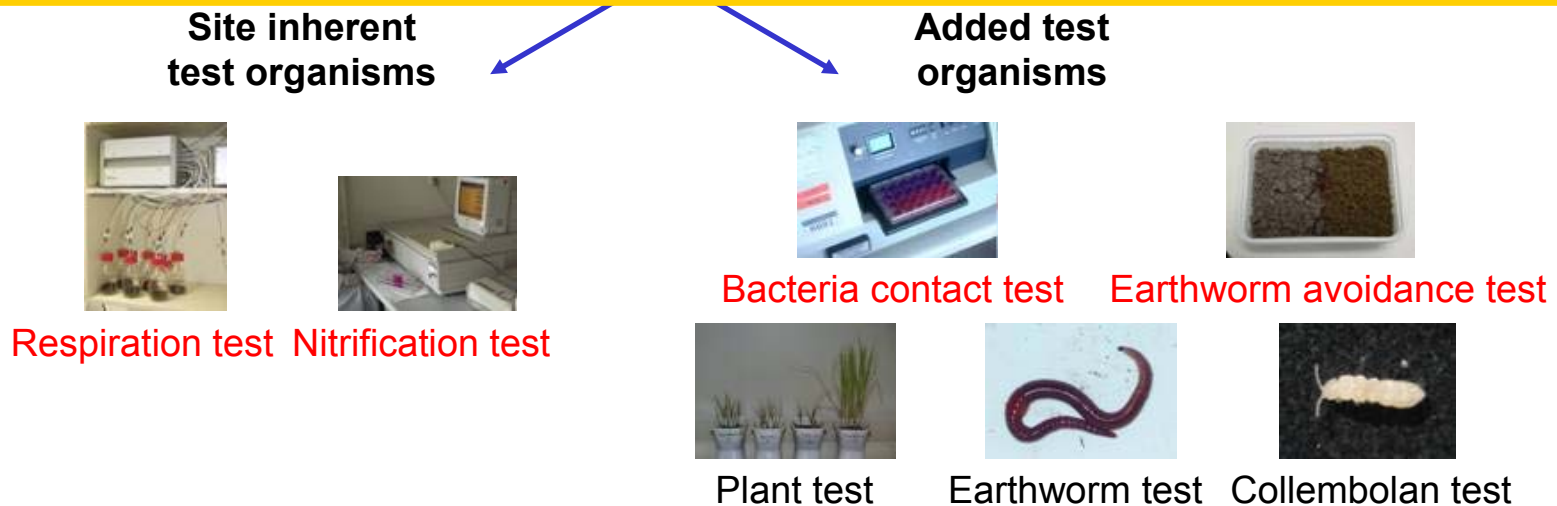 Site inherent
test organisms
Added test
organisms
Bacteria contact test
Earthworm avoidance test
Respiration test
Nitrification test
Plant test
Earthworm test
Collembolan test